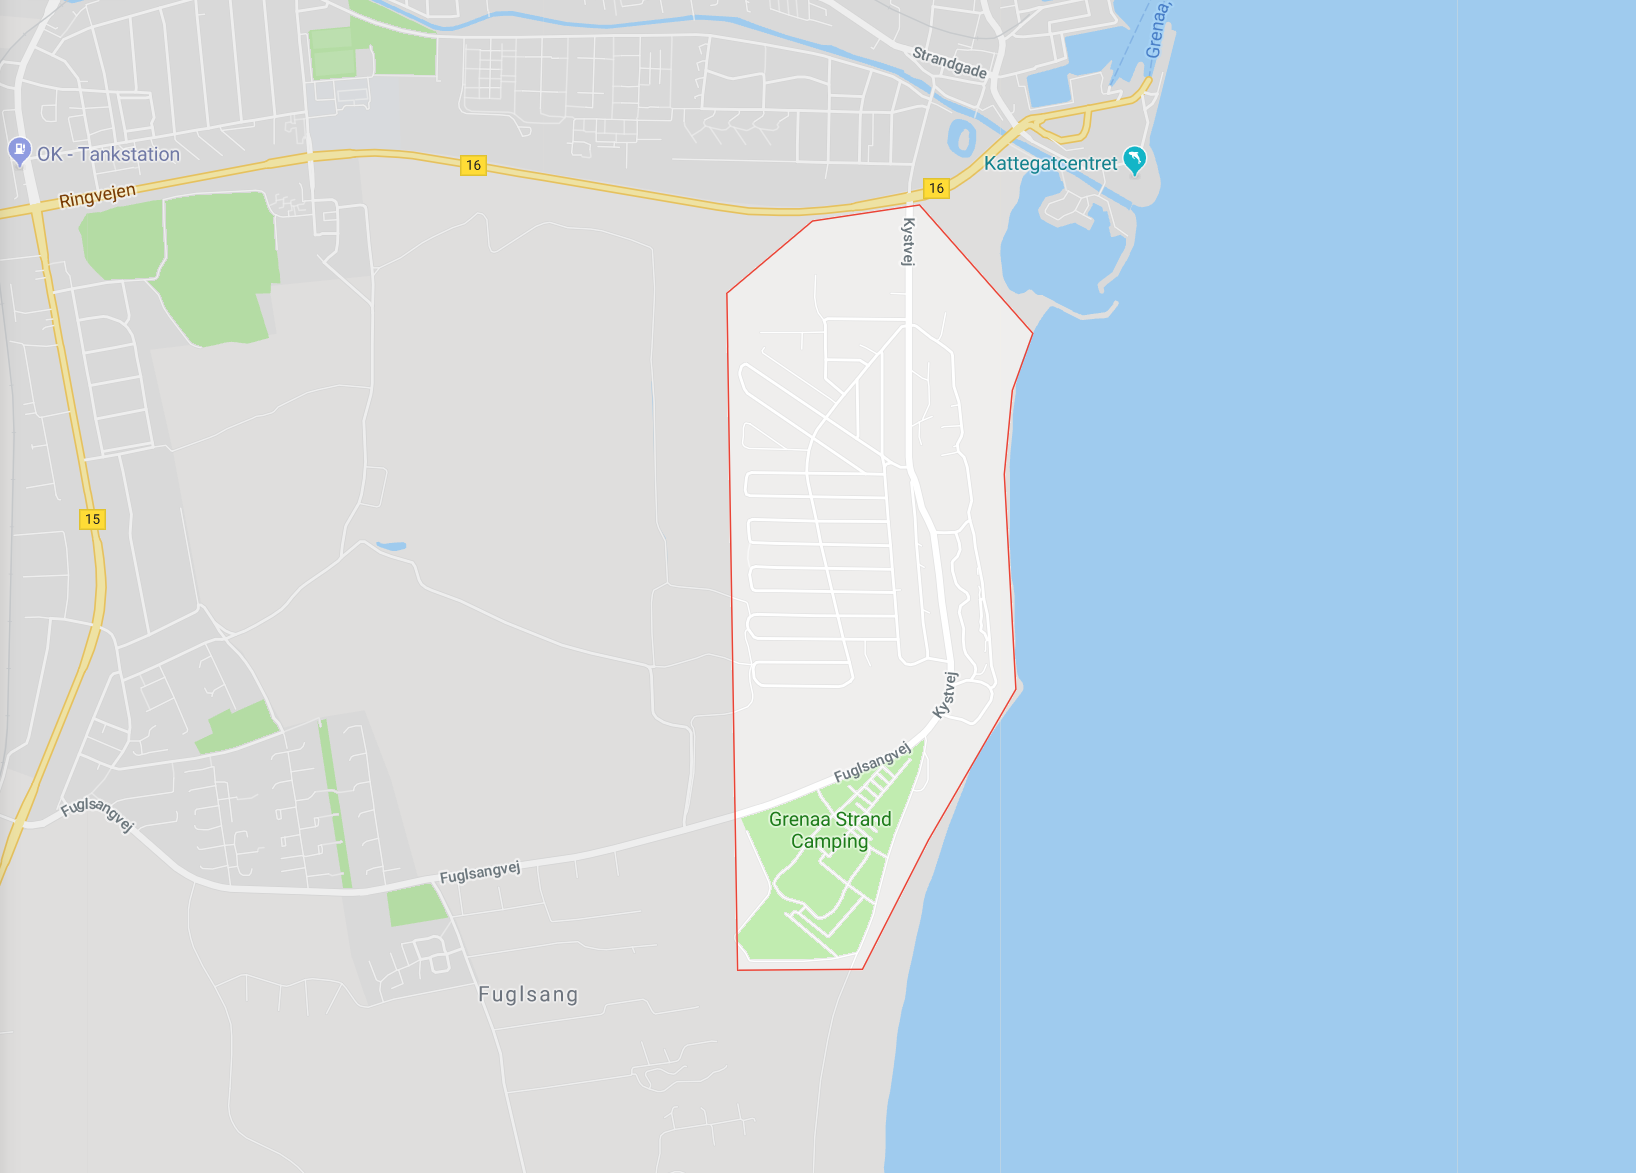 Grenaa,
Strandgade
OK - Tankstation
16
Kattegatcentret
Ringvejen
16
Kystvej
15
Kystvej
Fuglsangvej
Fuglsangvej
Grenaa Strand
Camping
Fuglsangvej
Fuglsang